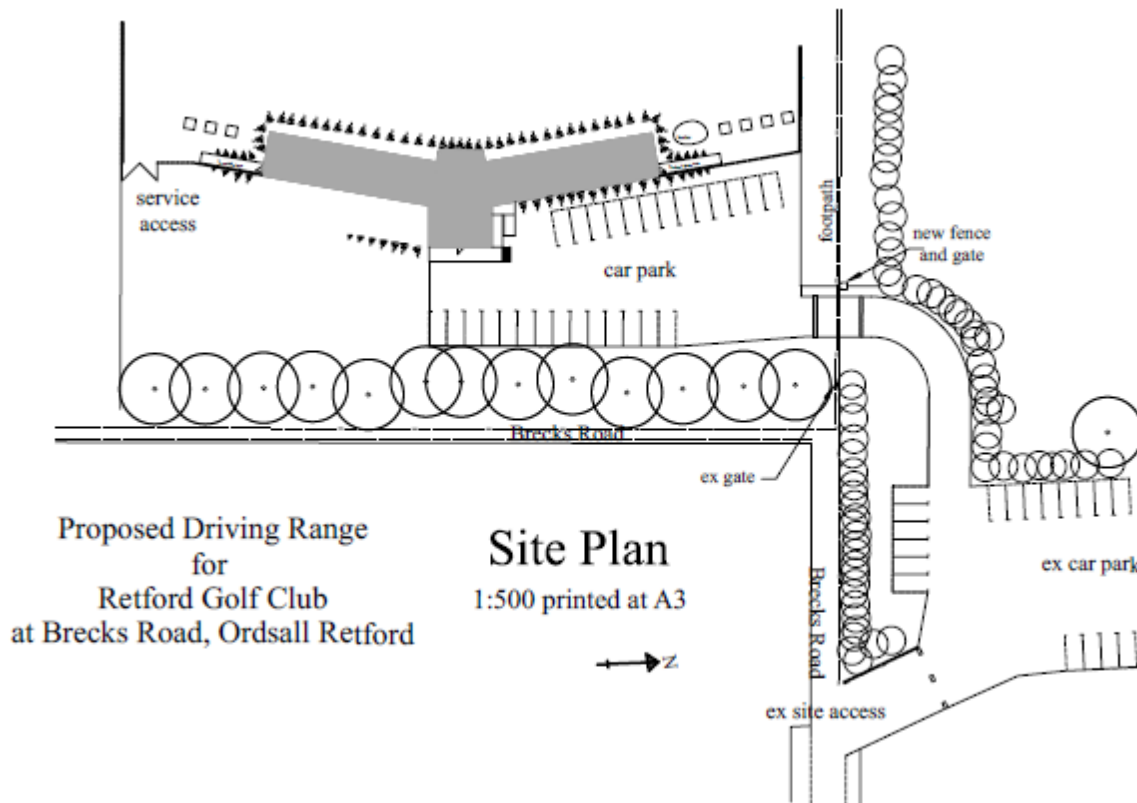 service
access
footpath
new fence
and gate
car park
Brecks Road
ex gate
Proposed Driving Range
for
Retford Golf Club
at Brecks Road, Ordsall Retford
Site Plan
1:500 printed at A3
N
Brecks Road
ex car park
ex site access